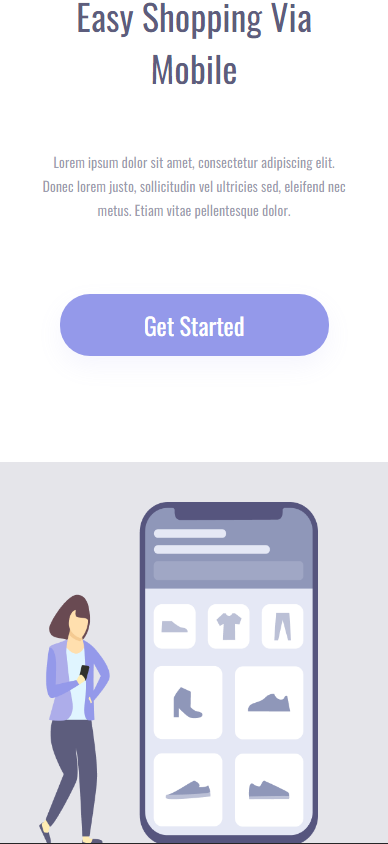 Easy Shopping Via
Mobile
Lorem ipsum dolor sit amet, consectetur adipiscing elit.
Donec lorem justo, sollicitudin vel ultricies sed, eleifend nec
metus. Etiam vitae pellentesque dolor.
Get Started